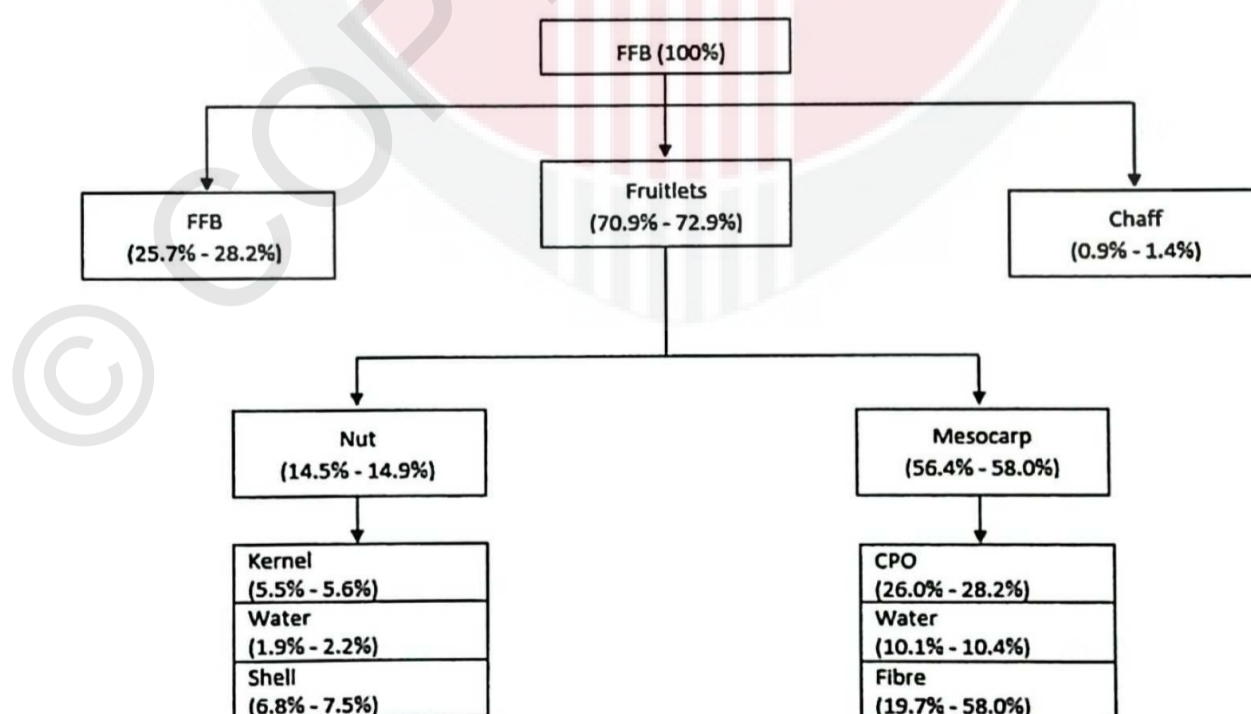 FFB (100%)
FFB
(25.7% - 28.2%)
Fruitlets
(70.9% - 72.9%)
Chaff
(0.9% - 1.4%)
Nut
(14.5% - 14.9%)
Mesocarp
(56.4% - 58.0%)
Kernel
(5.5% - 5.6%)
Water
(1.9% - 2.2%)
Shell
(6.8% - 7.5%)
CPO
(26.0% - 28.2%)
Water
(10.1% - 10.4%)
Fibre
(19.7% - 58.0%)
© COP